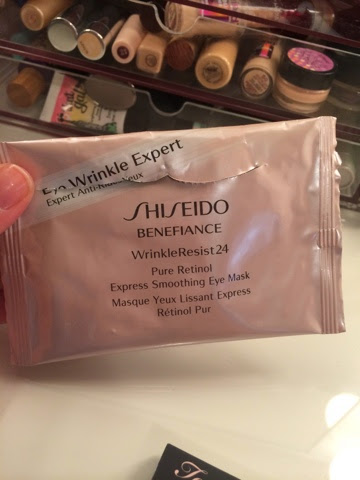 Eye Wrinkle Expert
Expert Anti-Rides Yeux
SHISEIDO
BENEFIANCE
WrinkleResist24
Pure Retinol
Express Smoothing Eye Mask
Masque Yeux Lissant Express
Rétinol Pur